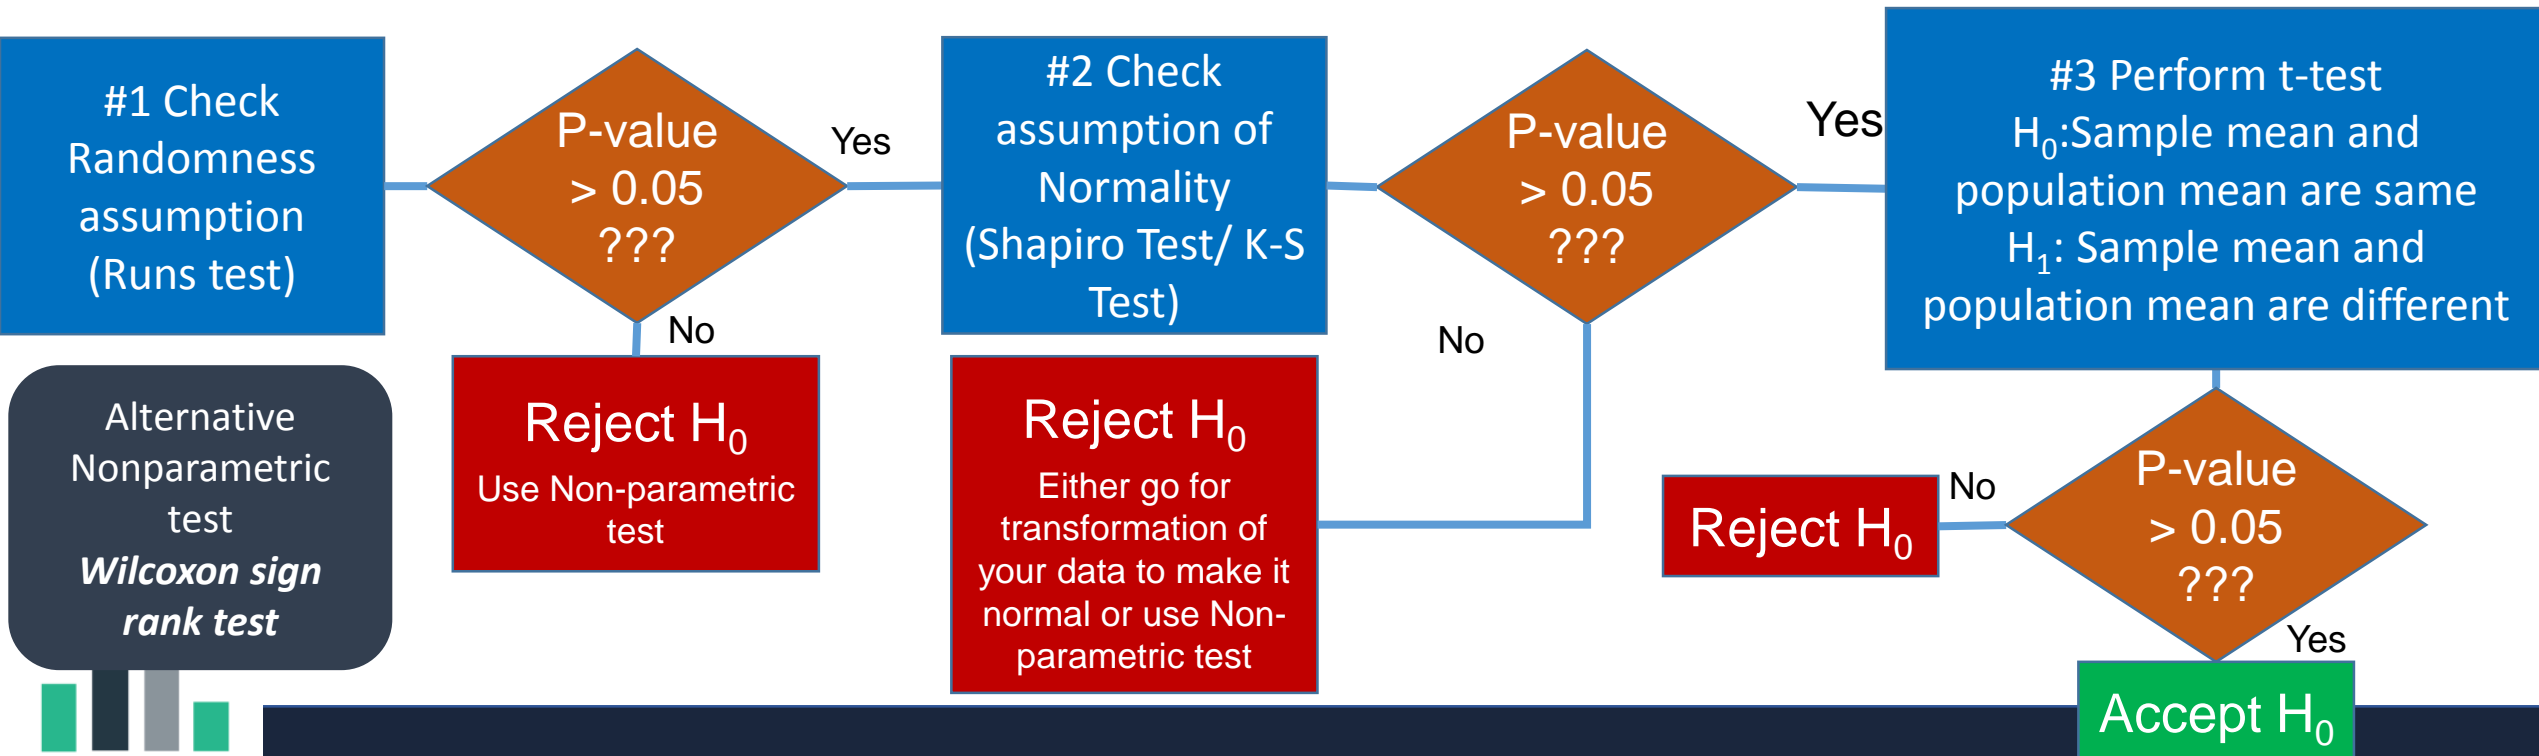 #1 Check
Randomness
assumption
(Runs test)
P-value
> 0.05
???
Yes
No
Reject H₀
Use Non-parametric
test
#2 Check
assumption of
Normality
(Shapiro Test/ K-S
Test)
P-value
> 0.05
???
Yes
No
Reject H₀
Either go for
transformation of
your data to make it
normal or use Non-
parametric test
#3 Perform t-test
H₀:Sample mean and
population mean are same
H₁: Sample mean and
population mean are different
P-value
> 0.05
???
No
Reject H₀
Yes
Accept H₀
Alternative
Nonparametric
test
Wilcoxon sign
rank test